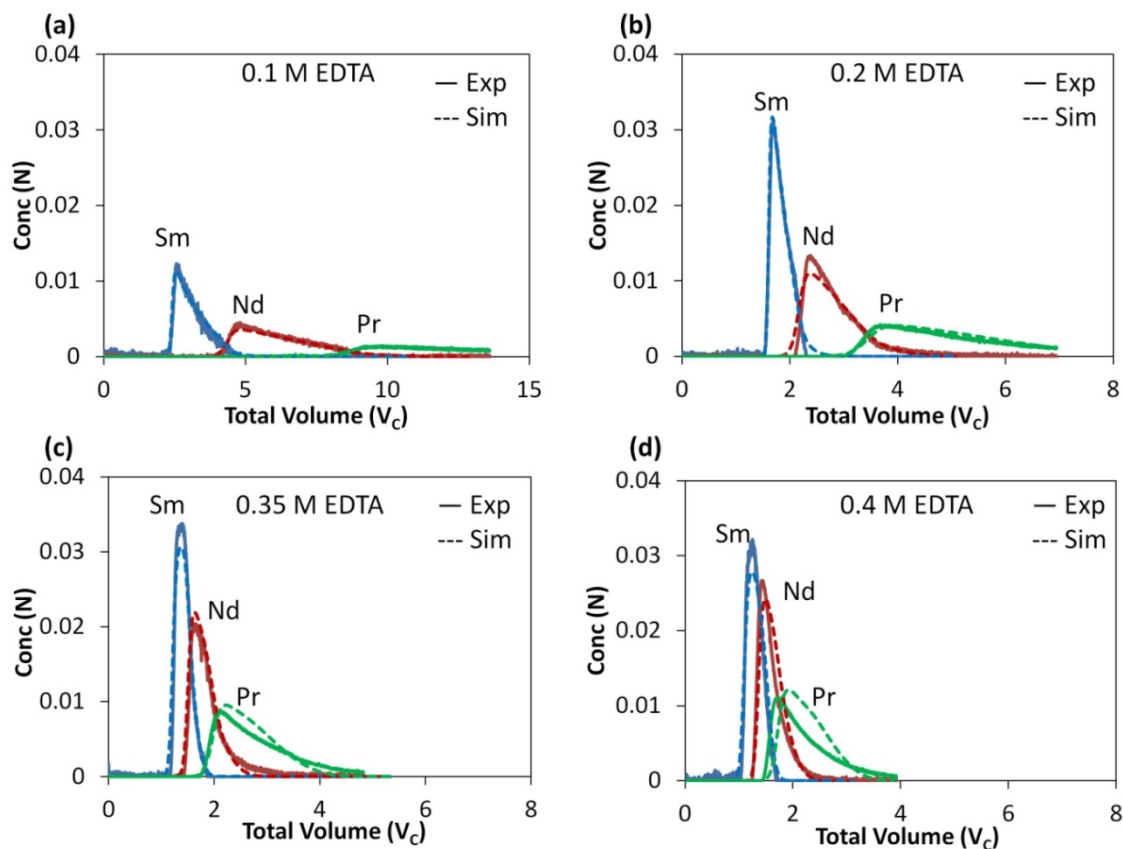 (a)
0.1 M EDTA
Exp
Sim
Sm
Nd
Pr
Conc (N)
0.04
0.03
0.02
0.01
0
0 5 10 15
Total Volume (V_C)
(b)
0.2 M EDTA
Exp
Sim
Sm
Nd
Pr
Conc (N)
0.04
0.03
0.02
0.01
0
0 2 4 6 8
Total Volume (V_C)
(c)
0.35 M EDTA
Exp
Sim
Sm
Nd
Pr
Conc (N)
0.04
0.03
0.02
0.01
0
0 2 4 6 8
Total Volume (V_C)
(d)
0.4 M EDTA
Exp
Sim
Sm
Nd
Pr
Conc (N)
0.04
0.03
0.02
0.01
0
0 2 4 6 8
Total Volume (V_C)